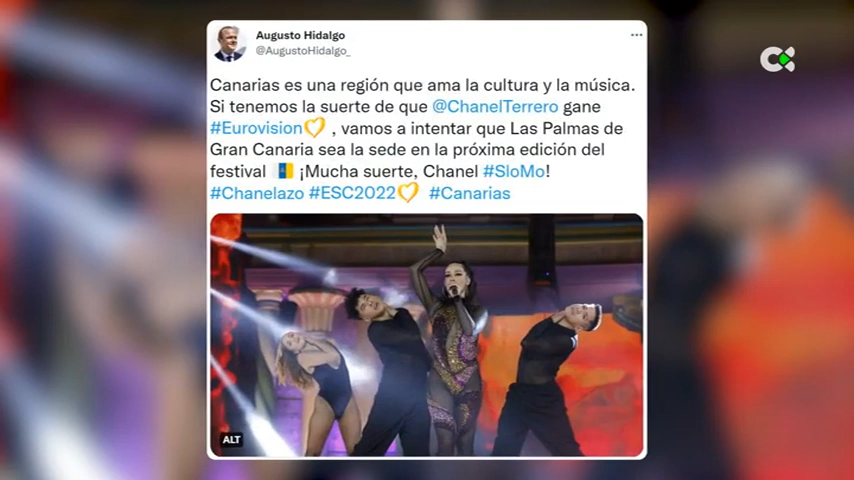 Augusto Hidalgo
@AugustoHidalgo_
Canarias es una región que ama la cultura y la música.
Si tenemos la suerte de que @ChanelTerrero gane
#Eurovision💛 , vamos a intentar que Las Palmas de
Gran Canaria sea la sede en la próxima edición del
festival 🇮🇨 ¡Mucha suerte, Chanel #SloMo!
#Chanelazo #ESC2022💛 #Canarias
ALT